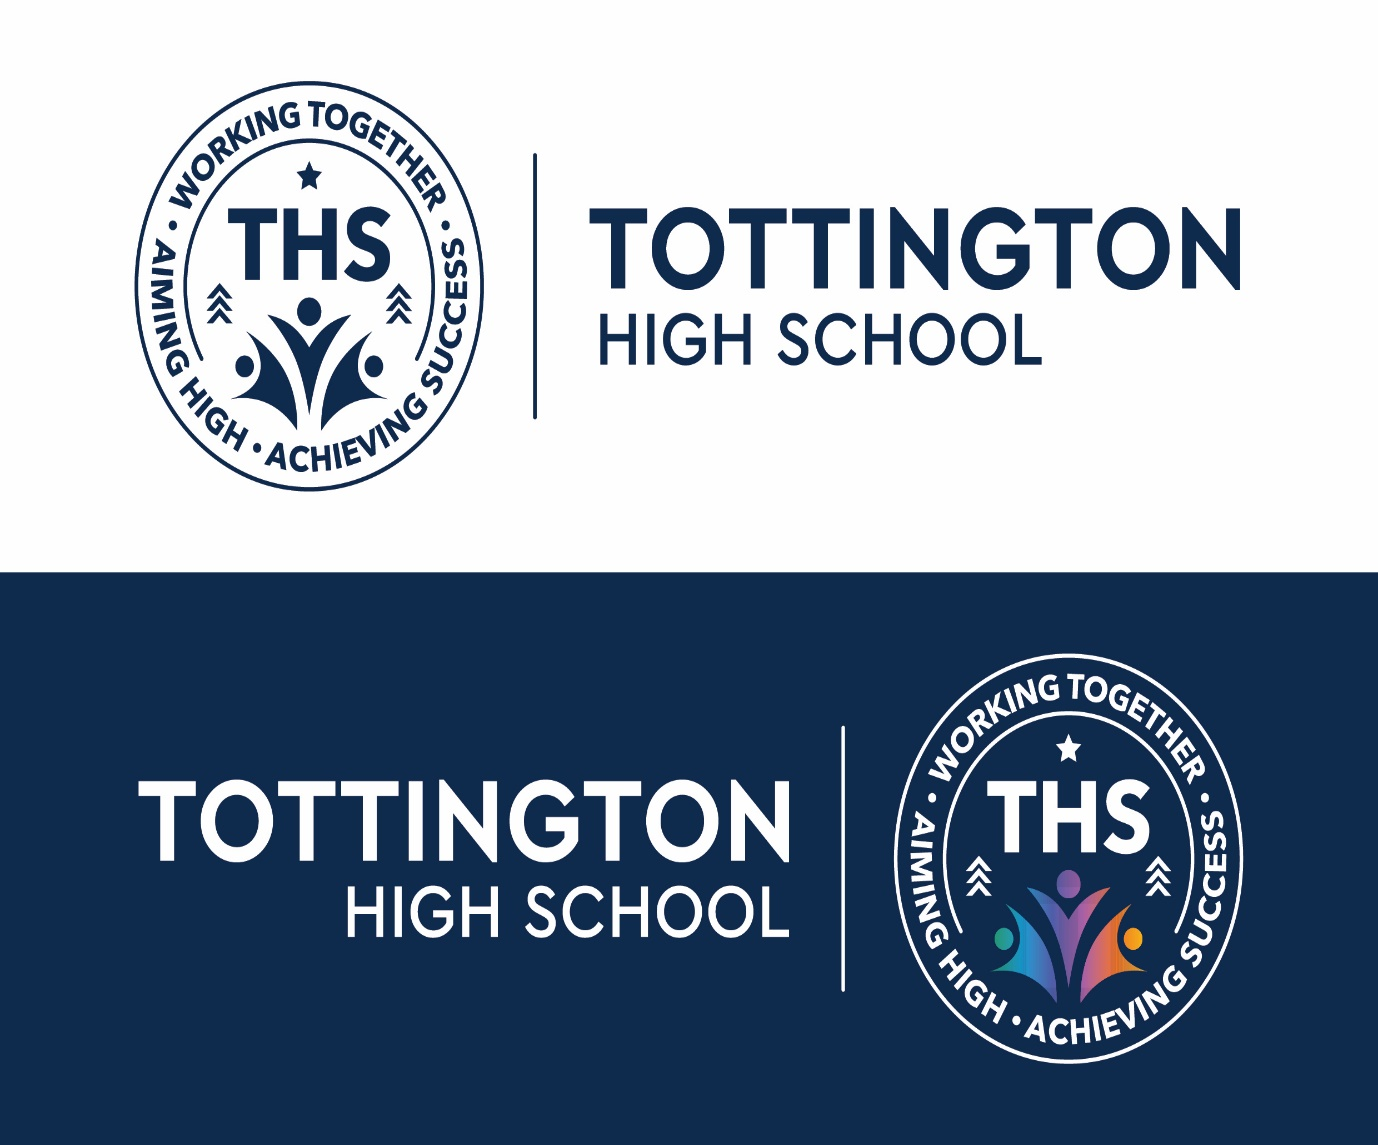 • WORKING TOGETHER •
AIMING HIGH • ACHIEVING SUCCESS
THS
TOTTINGTON
HIGH SCHOOL
TOTTINGTON
HIGH SCHOOL
• WORKING TOGETHER •
AIMING HIGH • ACHIEVING SUCCESS
THS